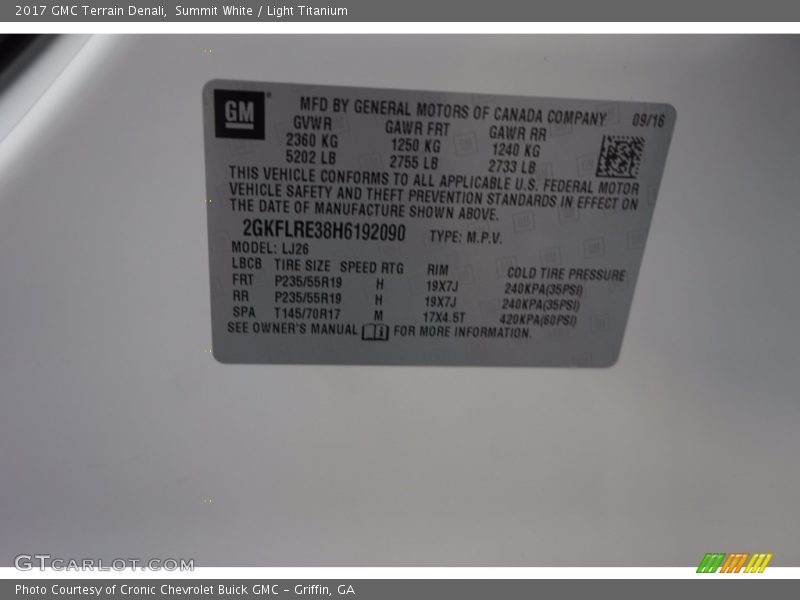 2017 GMC Terrain Denali, Summit White / Light Titanium
GM
MFD BY GENERAL MOTORS OF CANADA COMPANY 09/16
GVWR GAWR FRT GAWR RR
2360 KG 1250 KG 1240 KG
5202 LB 2755 LB 2733 LB
THIS VEHICLE CONFORMS TO ALL APPLICABLE U.S. FEDERAL MOTOR
VEHICLE SAFETY AND THEFT PREVENTION STANDARDS IN EFFECT ON
THE DATE OF MANUFACTURE SHOWN ABOVE.
2GKFLRE38H6192090 TYPE: M.P.V.
MODEL: LJ26
LBCB TIRE SIZE SPEED RTG RIM COLD TIRE PRESSURE
FRT P235/55R19 H 19X7J 240KPA(35PSI)
RR P235/55R19 H 19X7J 240KPA(35PSI)
SPA T145/70R17 M 17X4.5T 420KPA(60PSI)
SEE OWNER'S MANUAL FOR MORE INFORMATION.
GTCARLOT.COM
Photo Courtesy of Cronic Chevrolet Buick GMC - Griffin, GA